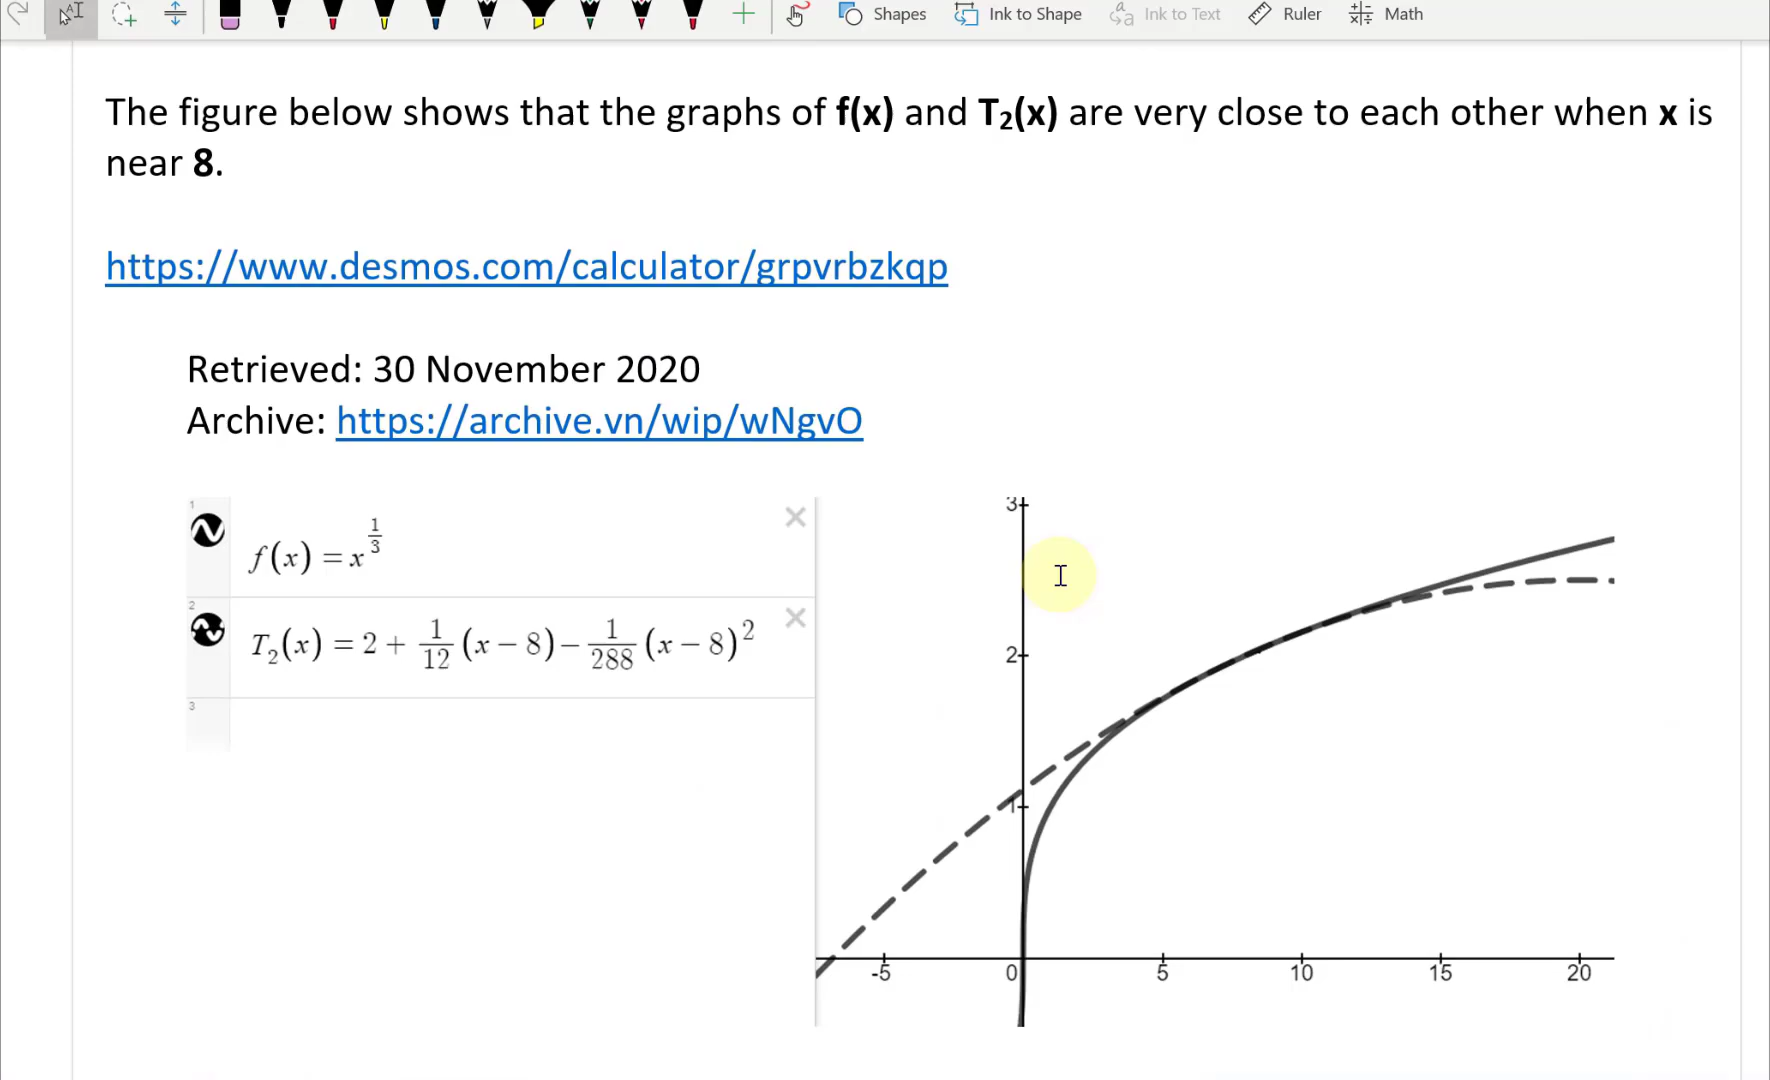 Shapes Ink to Shape Ink to Text Ruler Math
The figure below shows that the graphs of f(x) and T₂(x) are very close to each other when x is
near 8.
https://www.desmos.com/calculator/grpvrbzkqp
Retrieved: 30 November 2020
Archive: https://archive.vn/wip/wNgvO
1
f(x) = x^(1/3)
2
T₂(x) = 2 + 1/12 (x − 8) − 1/288 (x − 8)²
3
3
2
1
-5 0 5 10 15 20